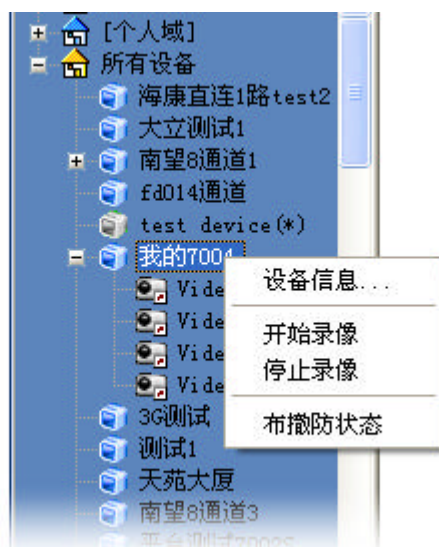 [个人域]
所有设备
海康直连1路test2
大立测试1
南望8通道1
fd014通道
test device(*)
我的7004
Vide
Vide
Vide
Vide
设备信息...
开始录像
停止录像
布撤防状态
3G测试
测试1
天苑大厦
南望8通道3